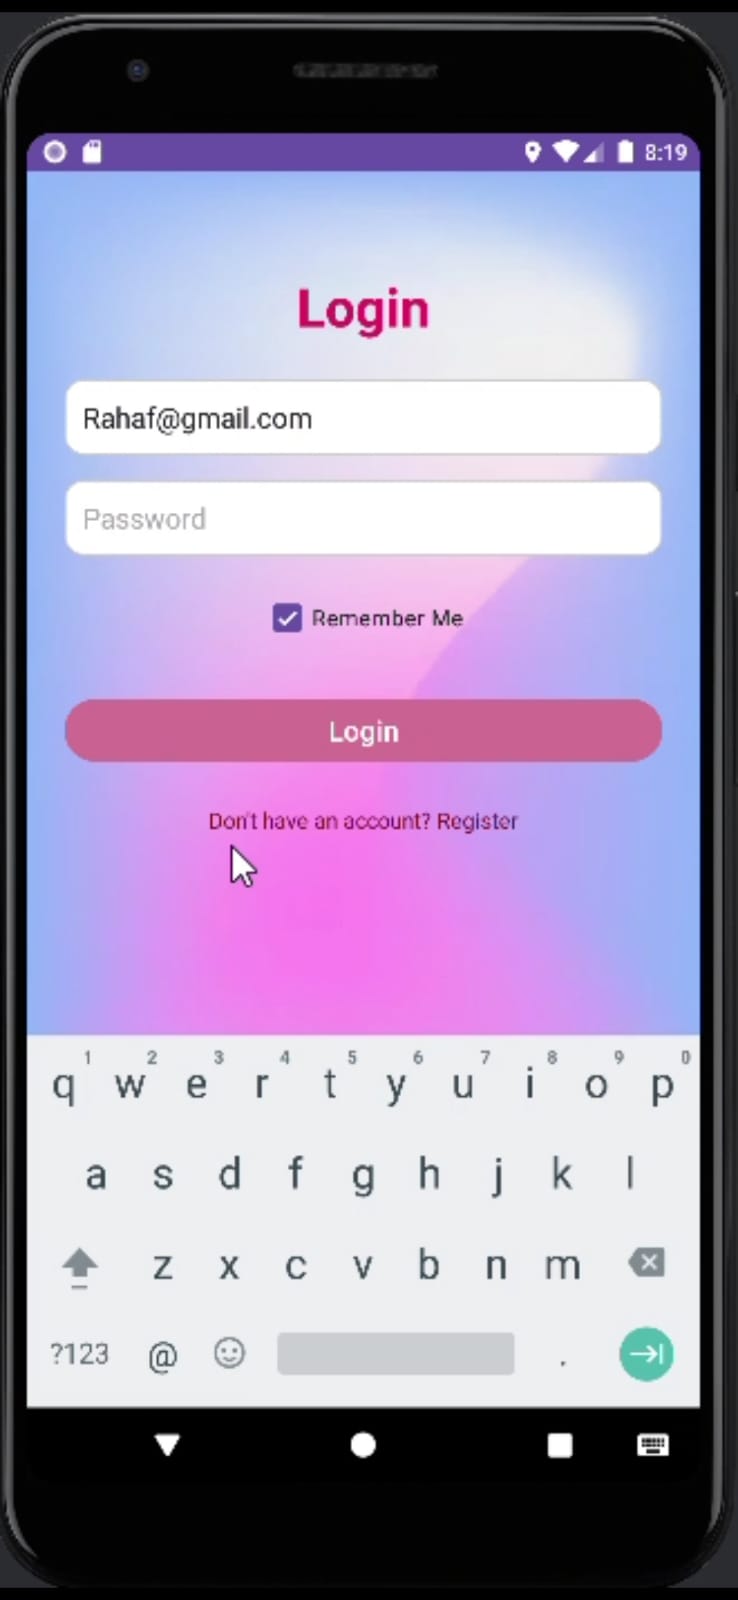 8:19
Login
Rahaf@gmail.com
Password
Remember Me
Login
Don't have an account? Register
1 2 3 4 5 6 7 8 9 0
q w e r t y u i o p
a s d f g h j k l
z x c v b n m
?123 @ .